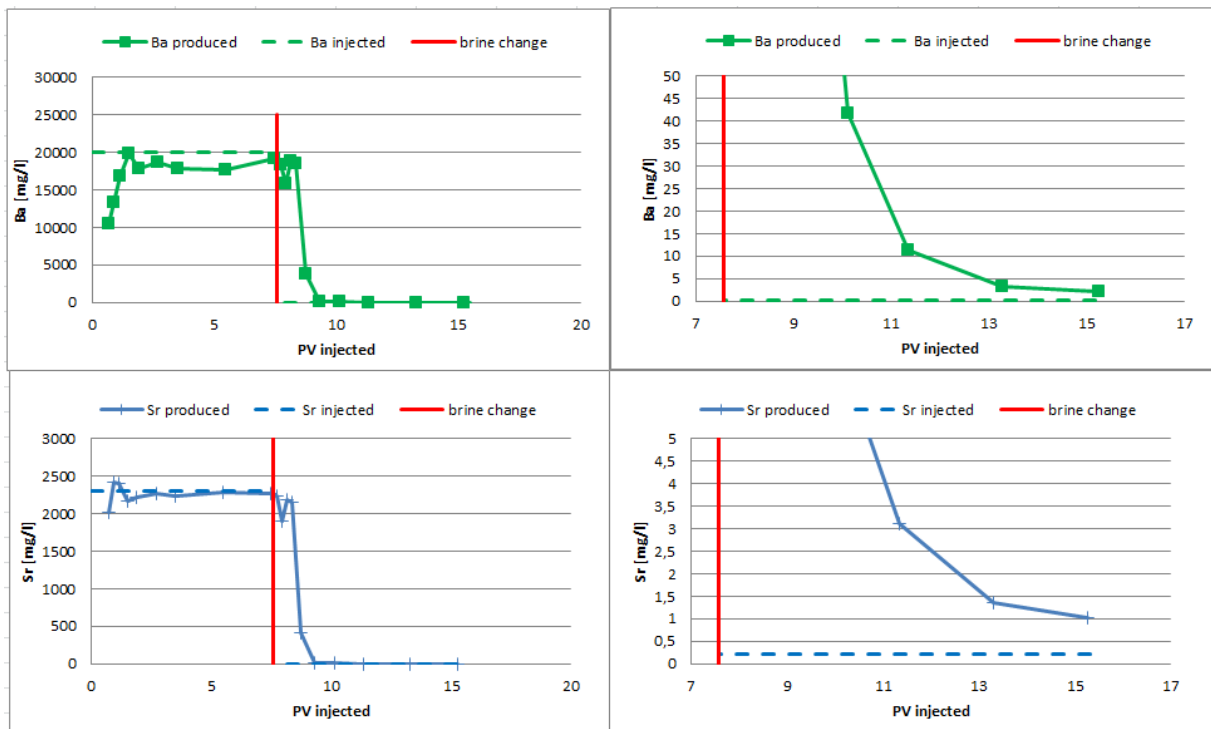 Ba produced Ba injected brine change
30000
25000
20000
15000
10000
5000
0
Ba [mg/l]
0 5 10 15 20
PV injected
Ba produced Ba injected brine change
50
45
40
35
30
25
20
15
10
5
0
Ba [mg/l]
7 9 11 13 15 17
PV injected
Sr produced Sr injected brine change
3000
2500
2000
1500
1000
500
0
Sr [mg/l]
0 5 10 15 20
PV injected
Sr produced Sr injected brine change
5
4,5
4
3,5
3
2,5
2
1,5
1
0,5
0
Sr [mg/l]
7 9 11 13 15 17
PV injected